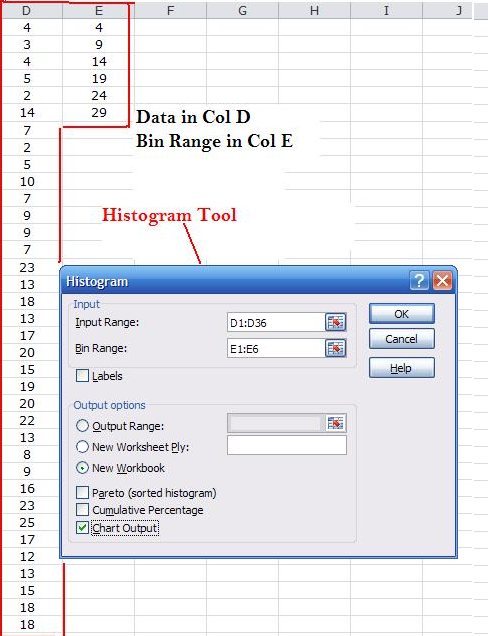 D E F G H I J
4 4
3 9
4 14
5 19
2 24
14 29
7
Data in Col D
2
Bin Range in Col E
5
10
7
9
Histogram Tool
9
7
23
13
18
13
17
20
15
19
20
22
13
8
9
16
23
25
17
12
13
15
18
18
Histogram
Input
OK
Input Range: D1:D36
Cancel
Bin Range: E1:E6
Help
Labels
Output options
Output Range:
New Worksheet Ply:
New Workbook
Pareto (sorted histogram)
Cumulative Percentage
Chart Output